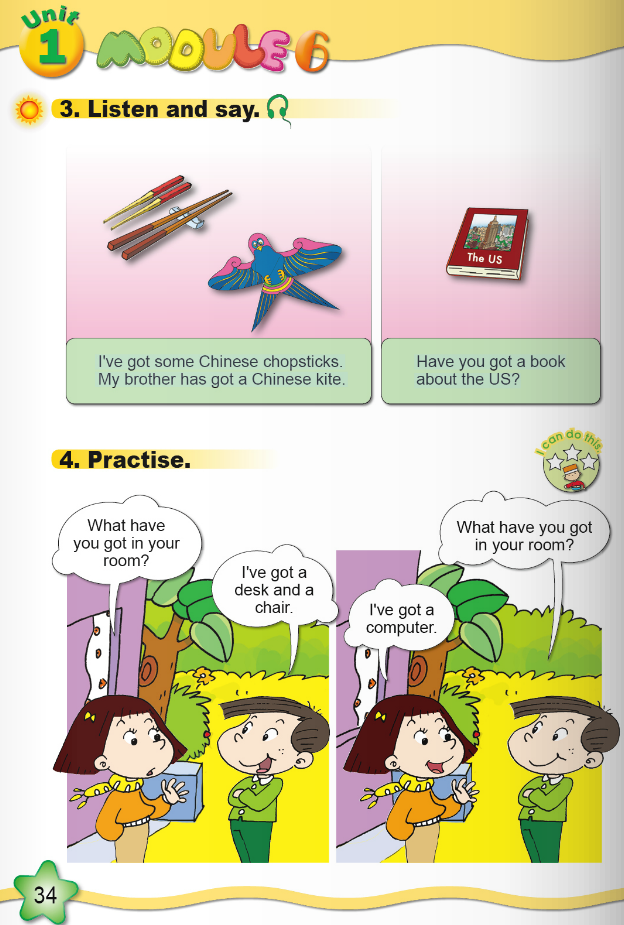 Unit
1 MODULE 6
3. Listen and say.
The US
I've got some Chinese chopsticks.
My brother has got a Chinese kite.
Have you got a book
about the US?
4. Practise.
I can do this.
What have
you got in your
room?
I've got a
desk and a
chair.
What have you got
in your room?
I've got a
computer.
34